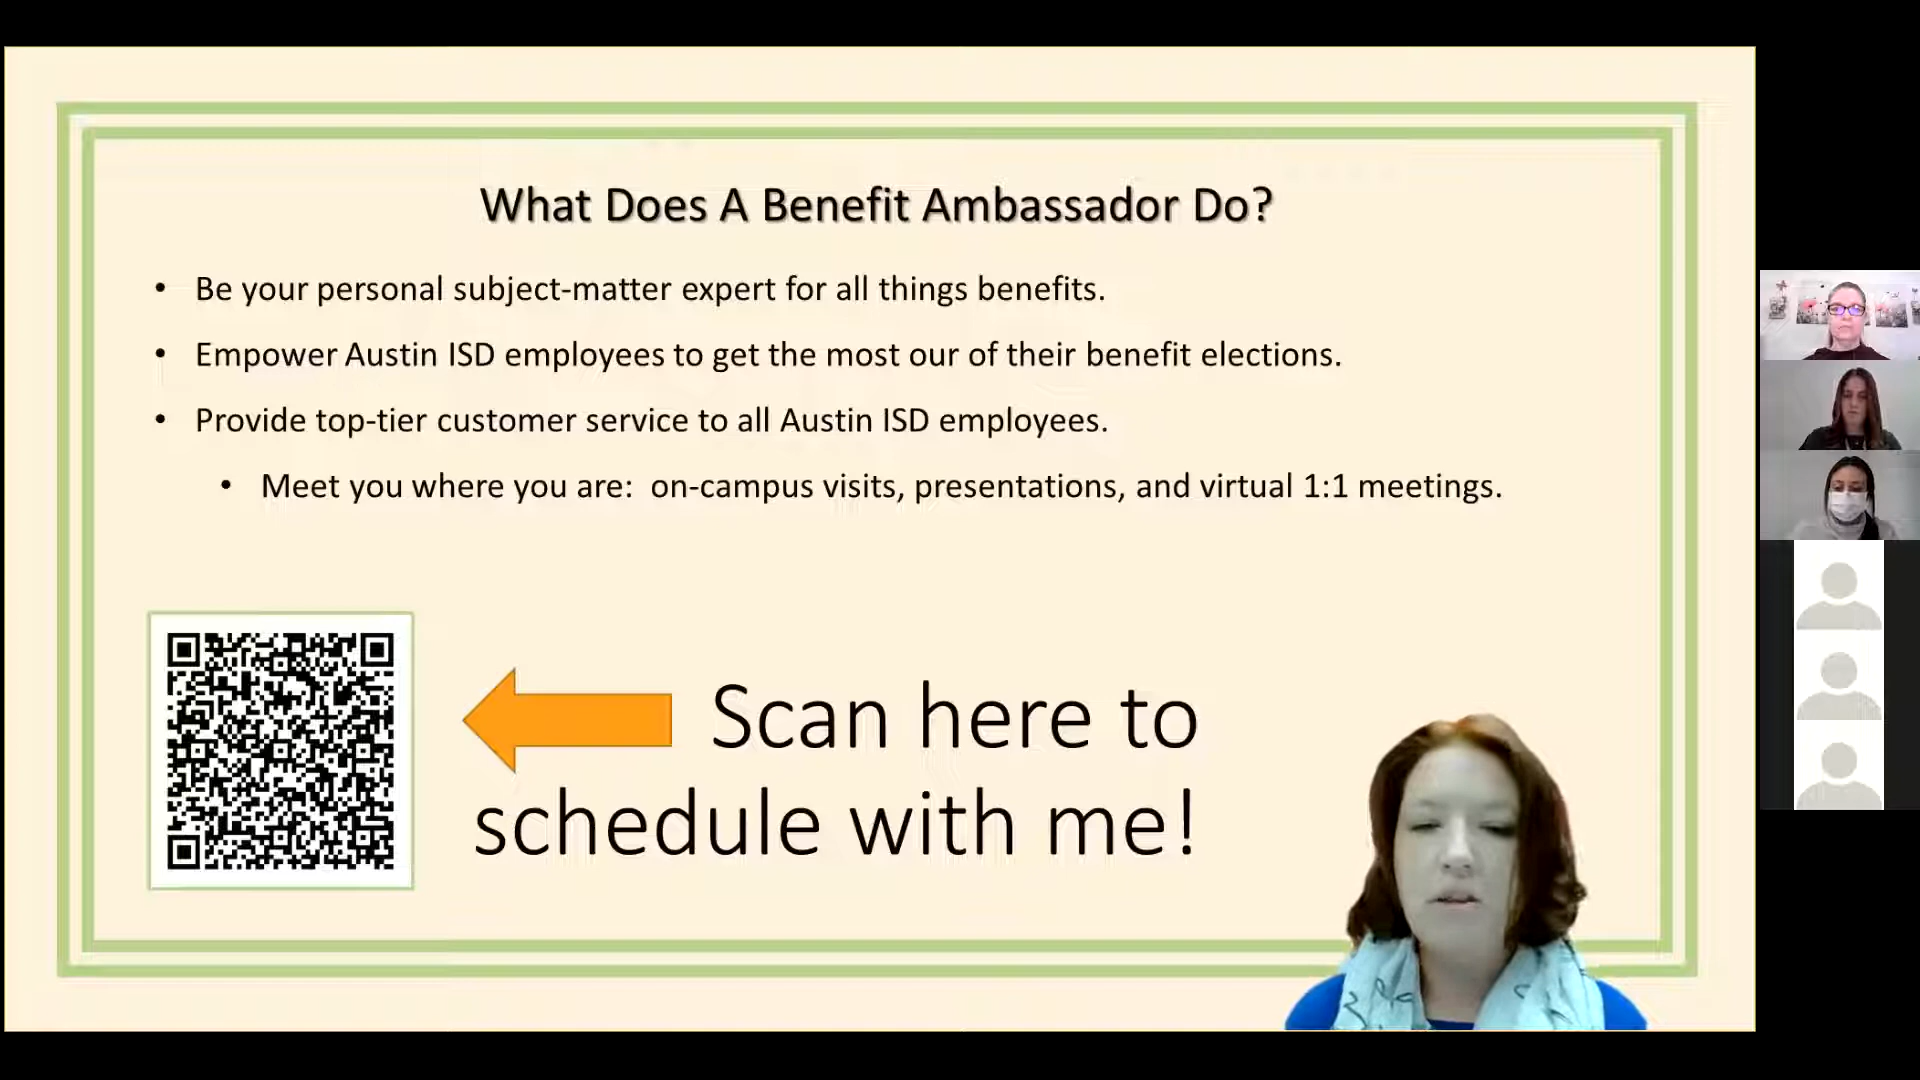 What Does A Benefit Ambassador Do?
• Be your personal subject-matter expert for all things benefits.
• Empower Austin ISD employees to get the most our of their benefit elections.
• Provide top-tier customer service to all Austin ISD employees.
• Meet you where you are:  on-campus visits, presentations, and virtual 1:1 meetings.
Scan here to
schedule with me!